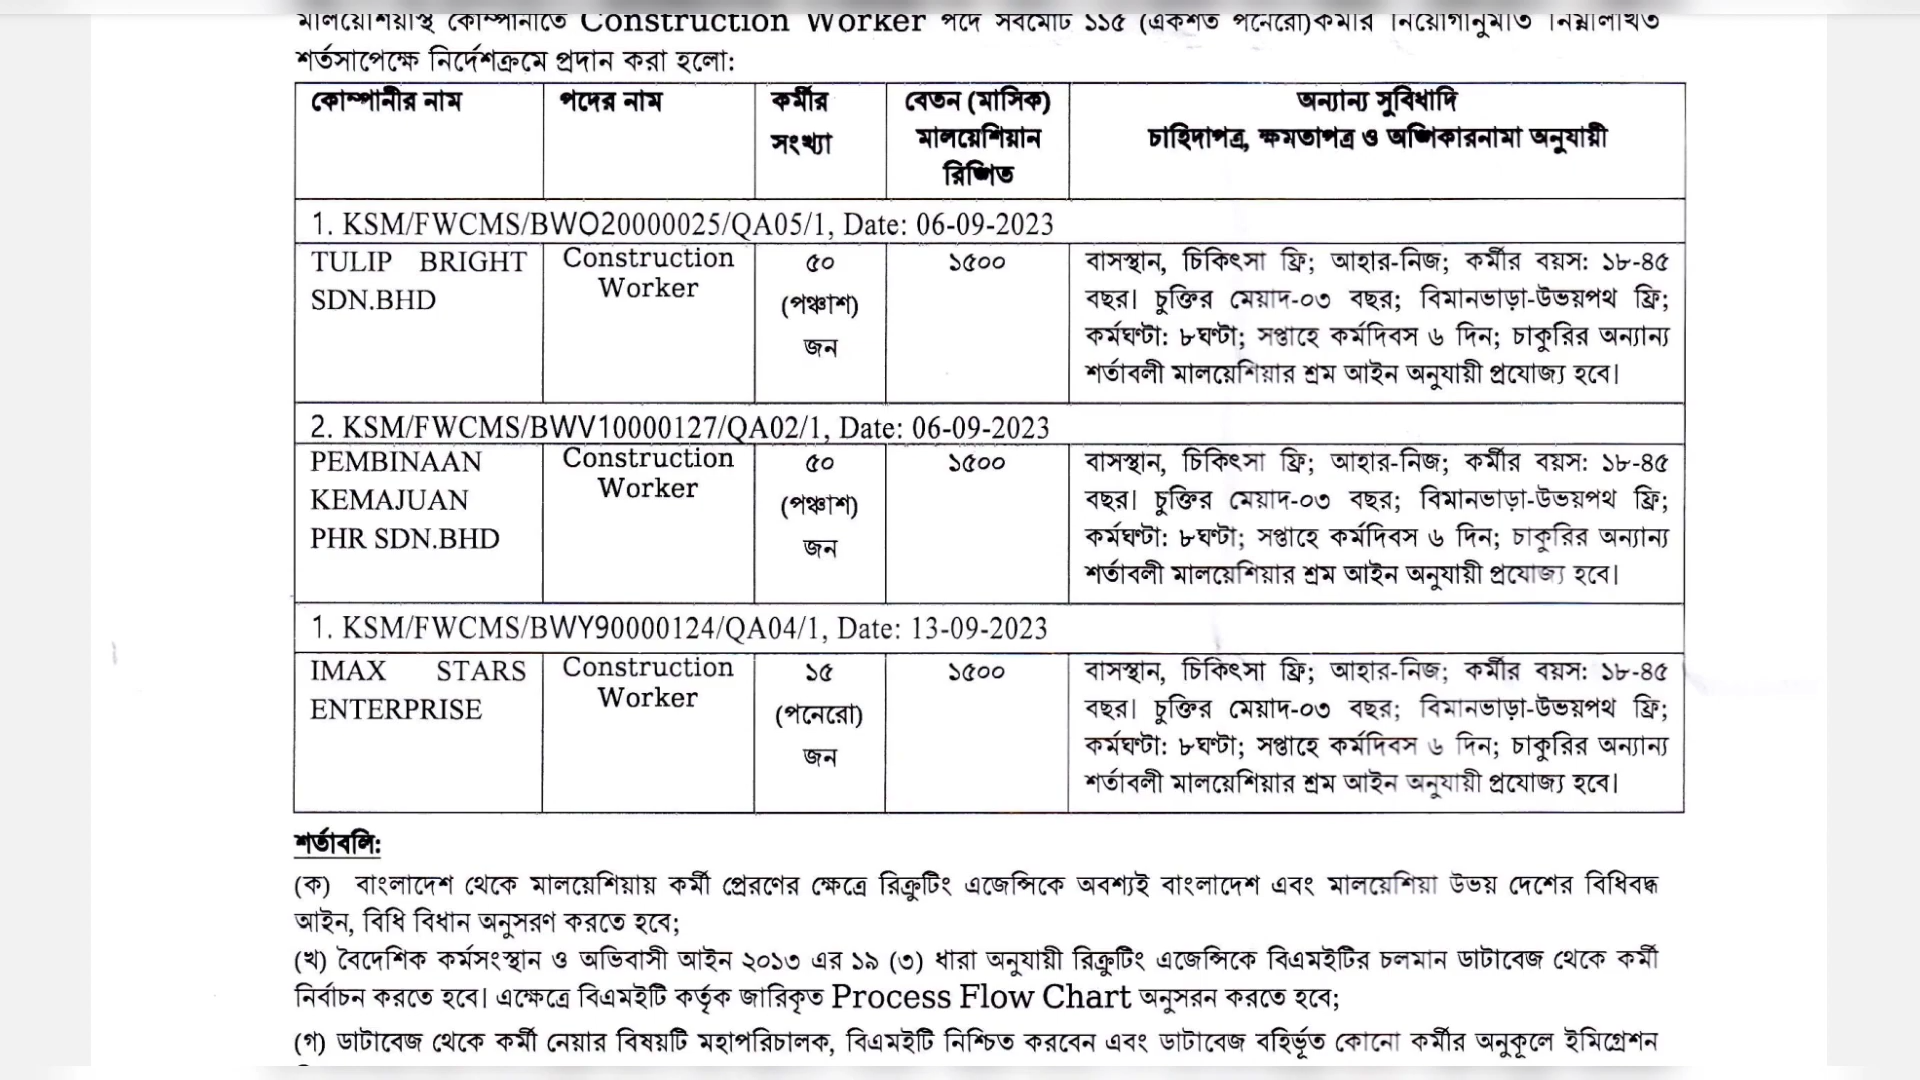 মালয়েশিয়াস্থ কোম্পানীতে Construction Worker পদে সর্বমোট ১১৫ (একশত পনেরো)কর্মীর নিয়োগানুমতি নিম্নলিখিত
শর্তসাপেক্ষে নির্দেশক্রমে প্রদান করা হলো:
কোম্পানীর নাম
পদের নাম
কর্মীর
সংখ্যা
বেতন (মাসিক)
মালয়েশিয়ান
রিঙ্গিত
অন্যান্য সুবিধাদি
চাহিদাপত্র, ক্ষমতাপত্র ও অঙ্গিকারনামা অনুযায়ী
1. KSM/FWCMS/BWO20000025/QA05/1, Date: 06-09-2023
TULIP BRIGHT
SDN.BHD
Construction
Worker
৫০
(পঞ্চাশ)
জন
১৫০০
বাসস্থান, চিকিৎসা ফ্রি; আহার-নিজ; কর্মীর বয়স: ১৮-৪৫
বছর। চুক্তির মেয়াদ-০৩ বছর; বিমানভাড়া-উভয়পথ ফ্রি;
কর্মঘণ্টা: ৮ঘণ্টা; সপ্তাহে কর্মদিবস ৬ দিন; চাকুরির অন্যান্য
শর্তাবলী মালয়েশিয়ার শ্রম আইন অনুযায়ী প্রযোজ্য হবে।
2. KSM/FWCMS/BWV10000127/QA02/1, Date: 06-09-2023
PEMBINAAN
KEMAJUAN
PHR SDN.BHD
Construction
Worker
৫০
(পঞ্চাশ)
জন
১৫০০
বাসস্থান, চিকিৎসা ফ্রি; আহার-নিজ; কর্মীর বয়স: ১৮-৪৫
বছর। চুক্তির মেয়াদ-০৩ বছর; বিমানভাড়া-উভয়পথ ফ্রি;
কর্মঘণ্টা: ৮ঘণ্টা; সপ্তাহে কর্মদিবস ৬ দিন; চাকুরির অন্যান্য
শর্তাবলী মালয়েশিয়ার শ্রম আইন অনুযায়ী প্রযোজ্য হবে।
1. KSM/FWCMS/BWY90000124/QA04/1, Date: 13-09-2023
IMAX STARS
ENTERPRISE
Construction
Worker
১৫
(পনেরো)
জন
১৫০০
বাসস্থান, চিকিৎসা ফ্রি; আহার-নিজ; কর্মীর বয়স: ১৮-৪৫
বছর। চুক্তির মেয়াদ-০৩ বছর; বিমানভাড়া-উভয়পথ ফ্রি;
কর্মঘণ্টা: ৮ঘণ্টা; সপ্তাহে কর্মদিবস ৬ দিন; চাকুরির অন্যান্য
শর্তাবলী মালয়েশিয়ার শ্রম আইন অনুযায়ী প্রযোজ্য হবে।
শর্তাবলি:
(ক) বাংলাদেশ থেকে মালয়েশিয়ায় কর্মী প্রেরণের ক্ষেত্রে রিক্রুটিং এজেন্সিকে অবশ্যই বাংলাদেশ এবং মালয়েশিয়া উভয় দেশের বিধিবদ্ধ
আইন, বিধি বিধান অনুসরণ করতে হবে;
(খ) বৈদেশিক কর্মসংস্থান ও অভিবাসী আইন ২০১৩ এর ১৯ (৩) ধারা অনুযায়ী রিক্রুটিং এজেন্সিকে বিএমইটির চলমান ডাটাবেজ থেকে কর্মী
নির্বাচন করতে হবে। এক্ষেত্রে বিএমইটি কর্তৃক জারিকৃত Process Flow Chart অনুসরন করতে হবে;
(গ) ডাটাবেজ থেকে কর্মী নেয়ার বিষয়টি মহাপরিচালক, বিএমইটি নিশ্চিত করবেন এবং ডাটাবেজ বহির্ভূত কোনো কর্মীর অনুকূলে ইমিগ্রেশন